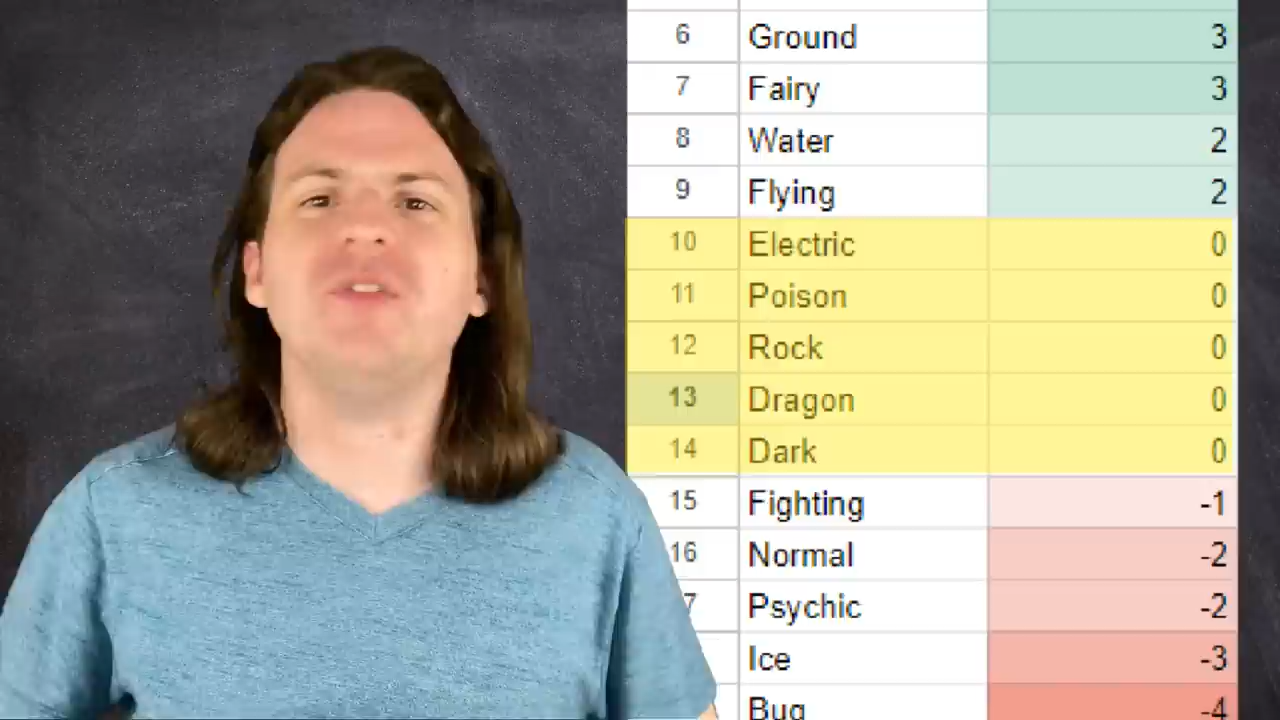 6 Ground 3
7 Fairy 3
8 Water 2
9 Flying 2
10 Electric 0
11 Poison 0
12 Rock 0
13 Dragon 0
14 Dark 0
15 Fighting -1
16 Normal -2
7 Psychic -2
Ice -3
Bug -4